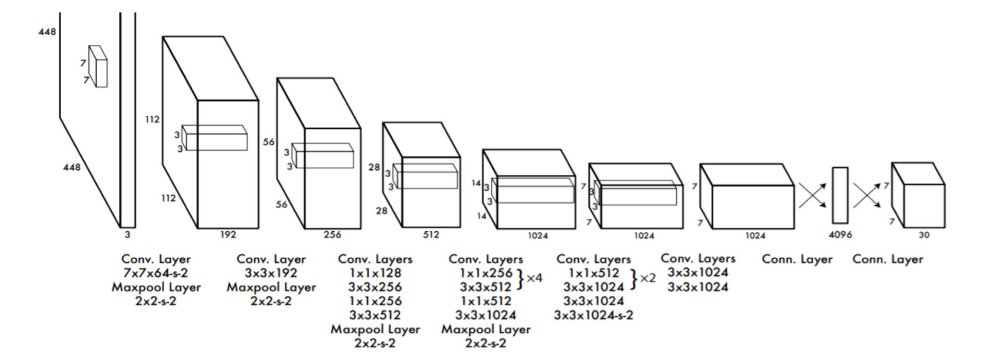 448
7
7
448
3
112
3
3
112
192
56
3
3
56
256
28
3
3
28
512
14
3
3
14
1024
7
3
3
7
1024
7
7
1024
4096
7
7
30
Conv. Layer
7x7x64-s-2
Maxpool Layer
2x2-s-2
Conv. Layer
3x3x192
Maxpool Layer
2x2-s-2
Conv. Layers
1x1x128
3x3x256
1x1x256
3x3x512
Maxpool Layer
2x2-s-2
Conv. Layers
1x1x256
3x3x512 }×4
1x1x512
3x3x1024
Maxpool Layer
2x2-s-2
Conv. Layers
1x1x512
3x3x1024 }×2
3x3x1024
3x3x1024-s-2
Conv. Layers
3x3x1024
3x3x1024
Conn. Layer
Conn. Layer